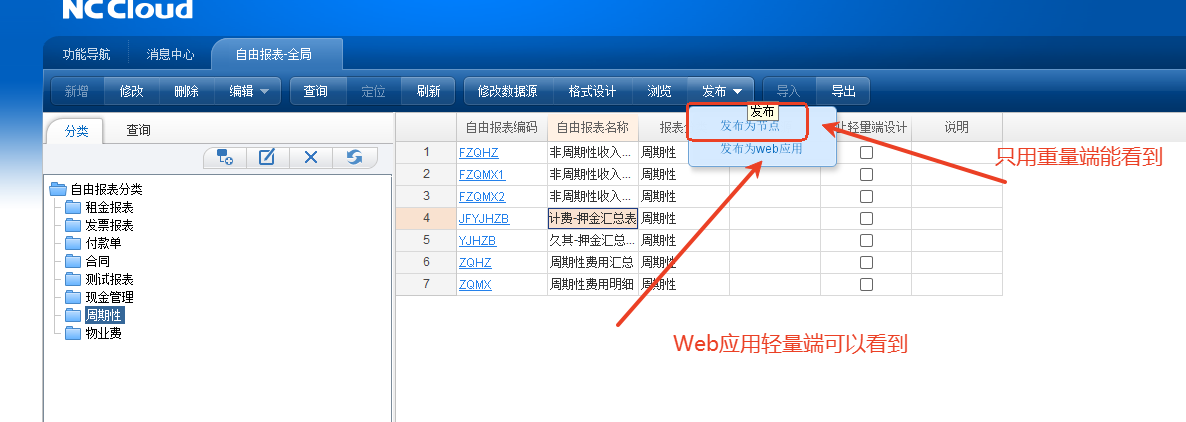 NC Cloud
功能导航 消息中心 自由报表-全局
新增 修改 删除 编辑 查询 定位 刷新 修改数据源 格式设计 浏览 发布 导入 导出
发布
发布为节点
发布为web应用
只用重量端能看到
Web应用轻量端可以看到
分类 查询
自由报表分类
租金报表
发票报表
付款单
合同
测试报表
现金管理
周期性
物业费
自由报表编码 自由报表名称 轻量端设计 说明
1 FZQHZ 非周期性收入... 周期性
2 FZQMX1 非周期性收入... 周期性
3 FZQMX2 非周期性收入... 周期性
4 JFYJHZB 计费-押金汇总表 周期性
5 YJHZB 久其-押金汇总... 周期性
6 ZQHZ 周期性费用汇总 周期性
7 ZQMX 周期性费用明细 周期性